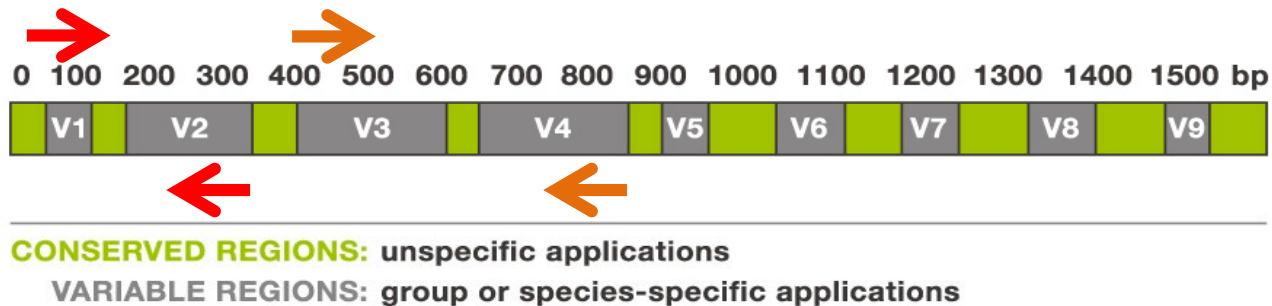 0 100 200 300 400 500 600 700 800 900 1000 1100 1200 1300 1400 1500 bp
V1 V2 V3 V4 V5 V6 V7 V8 V9
CONSERVED REGIONS: unspecific applications
VARIABLE REGIONS: group or species-specific applications